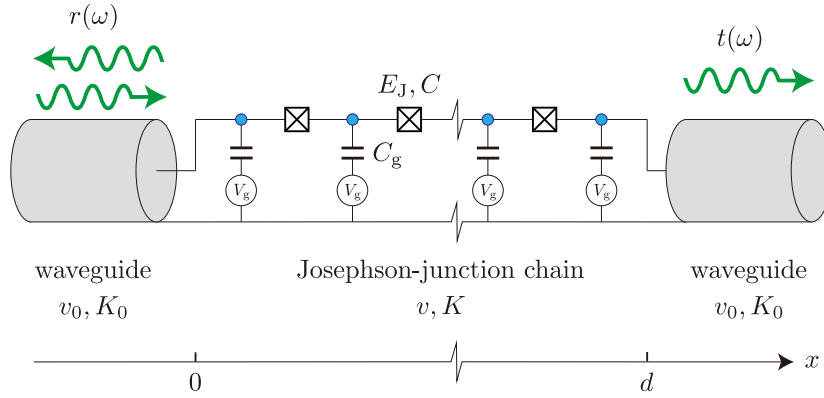 r(ω)
t(ω)
E_J, C
C_g
V_g V_g V_g V_g
waveguide Josephson-junction chain waveguide
v_0, K_0 v, K v_0, K_0
x
0 d